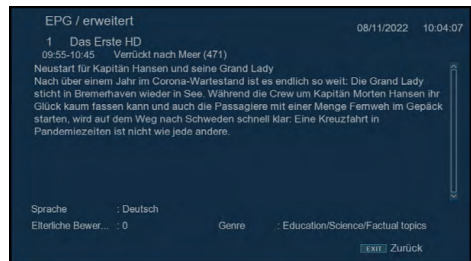 EPG / erweitert
08/11/2022 10:04:07
1 Das Erste HD
09:55-10:45 Verrückt nach Meer (471)
Neustart für Kapitän Hansen und seine Grand Lady
Nach über einem Jahr im Corona-Wartestand ist es endlich so weit: Die Grand Lady
sticht in Bremerhaven wieder in See. Während die Crew um Kapitän Morten Hansen ihr
Glück kaum fassen kann und auch die Passagiere mit einer Menge Fernweh im Gepäck
starten, wird auf dem Weg nach Schweden schnell klar: Eine Kreuzfahrt in
Pandemiezeiten ist nicht wie jede andere.
Sprache : Deutsch
Elterliche Bewer... : 0 Genre : Education/Science/Factual topics
EXIT Zurück